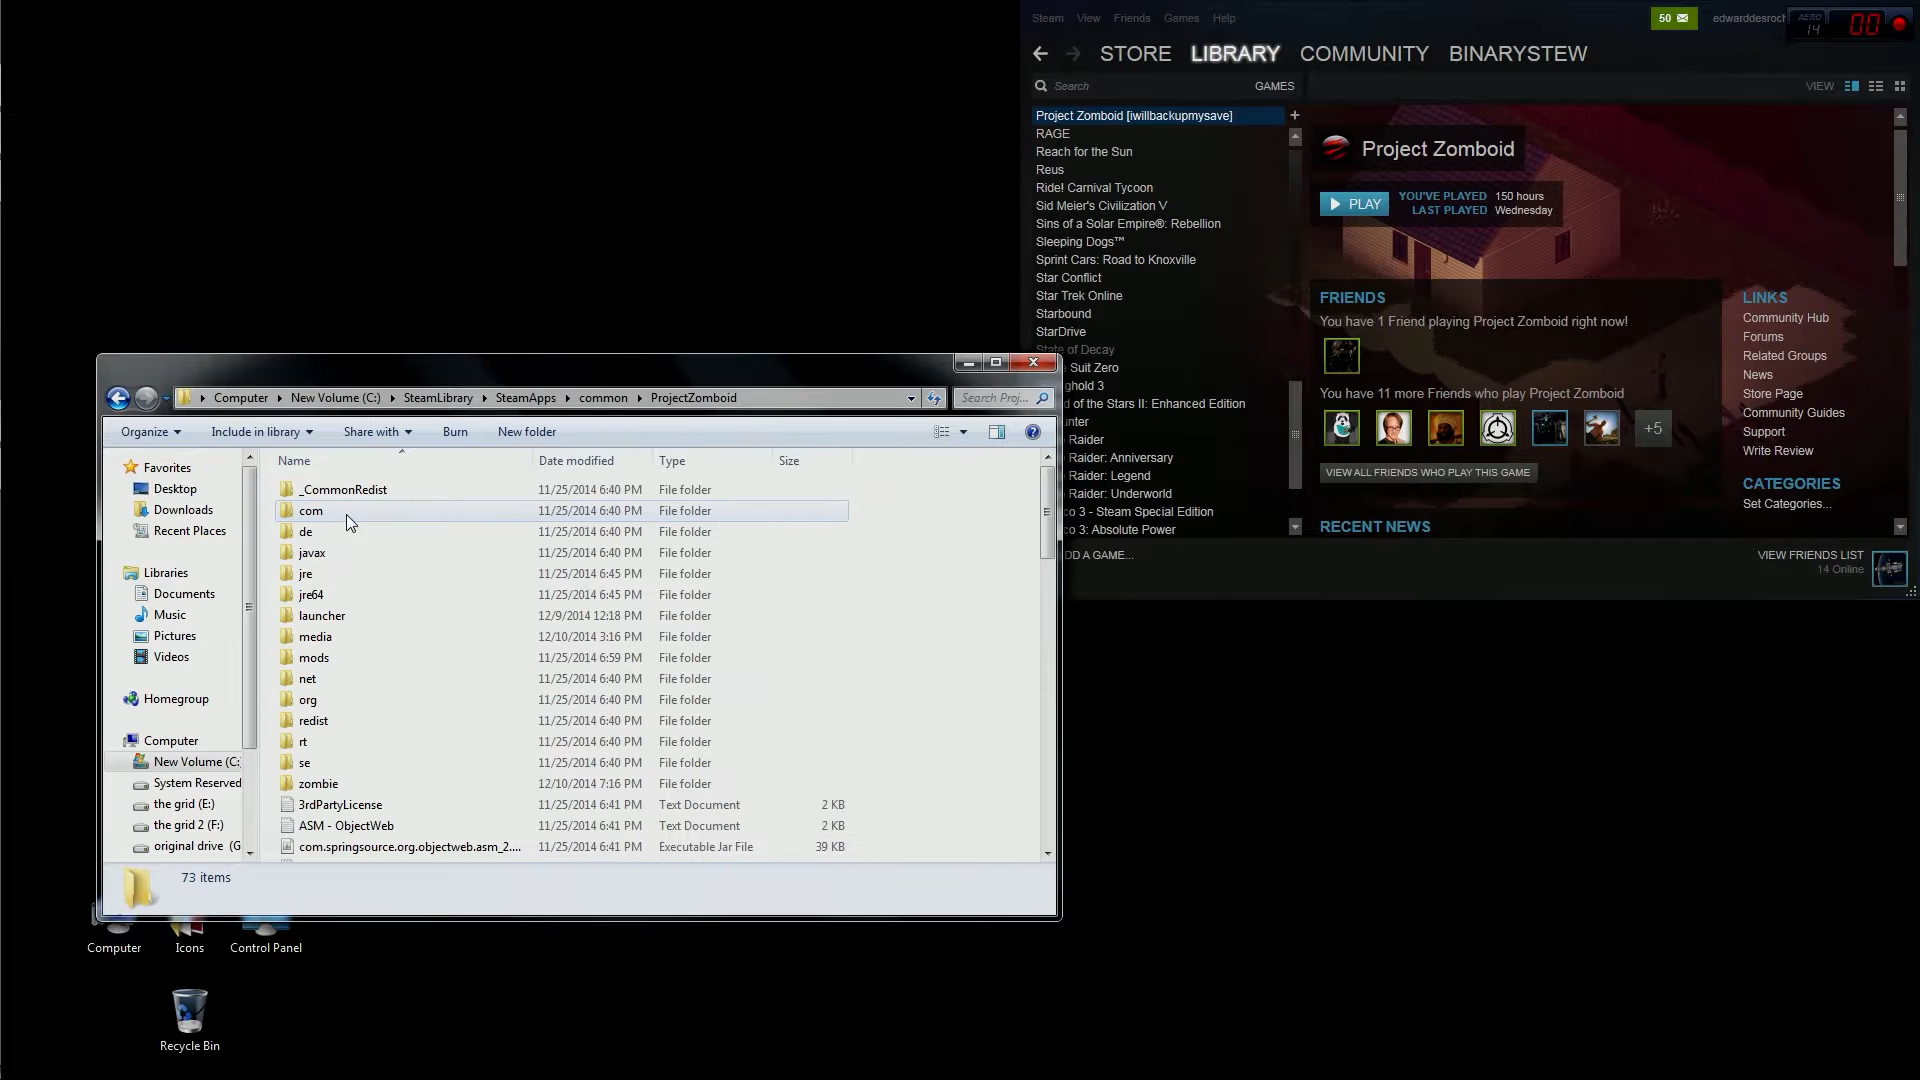 Steam View Friends Games Help
50
edwarddesroch
AERO
14
00
STORE LIBRARY COMMUNITY BINARYSTEW
Search GAMES
VIEW
Project Zomboid [iwillbackupmysave] +
RAGE
Reach for the Sun
Reus
Ride! Carnival Tycoon
Sid Meier's Civilization V
Sins of a Solar Empire®: Rebellion
Sleeping Dogs™
Sprint Cars: Road to Knoxville
Star Conflict
Star Trek Online
Starbound
StarDrive
State of Decay
Suit Zero
ghold 3
d of the Stars II: Enhanced Edition
unter
Raider
Raider: Anniversary
Raider: Legend
Raider: Underworld
co 3 - Steam Special Edition
co 3: Absolute Power
DD A GAME...
Project Zomboid
PLAY
YOU'VE PLAYED 150 hours
LAST PLAYED Wednesday
FRIENDS
You have 1 Friend playing Project Zomboid right now!
You have 11 more Friends who play Project Zomboid
+5
VIEW ALL FRIENDS WHO PLAY THIS GAME
RECENT NEWS
LINKS
Community Hub
Forums
Related Groups
News
Store Page
Community Guides
Support
Write Review
CATEGORIES
Set Categories...
VIEW FRIENDS LIST
14 Online
Computer New Volume (C:) SteamLibrary SteamApps common ProjectZomboid
Search Proj...
Organize Include in library Share with Burn New folder
Favorites
Desktop
Downloads
Recent Places
Libraries
Documents
Music
Pictures
Videos
Homegroup
Computer
New Volume (C:
System Reserved
the grid (E:)
the grid 2 (F:)
original drive (G
Name Date modified Type Size
_CommonRedist 11/25/2014 6:40 PM File folder
com 11/25/2014 6:40 PM File folder
de 11/25/2014 6:40 PM File folder
javax 11/25/2014 6:40 PM File folder
jre 11/25/2014 6:45 PM File folder
jre64 11/25/2014 6:45 PM File folder
launcher 12/9/2014 12:18 PM File folder
media 12/10/2014 3:16 PM File folder
mods 11/25/2014 6:59 PM File folder
net 11/25/2014 6:40 PM File folder
org 11/25/2014 6:40 PM File folder
redist 11/25/2014 6:40 PM File folder
rt 11/25/2014 6:40 PM File folder
se 11/25/2014 6:40 PM File folder
zombie 12/10/2014 7:16 PM File folder
3rdPartyLicense 11/25/2014 6:41 PM Text Document 2 KB
ASM - ObjectWeb 11/25/2014 6:41 PM Text Document 2 KB
com.springsource.org.objectweb.asm_2.... 11/25/2014 6:41 PM Executable Jar File 39 KB
73 items
Computer
Icons
Control Panel
Recycle Bin